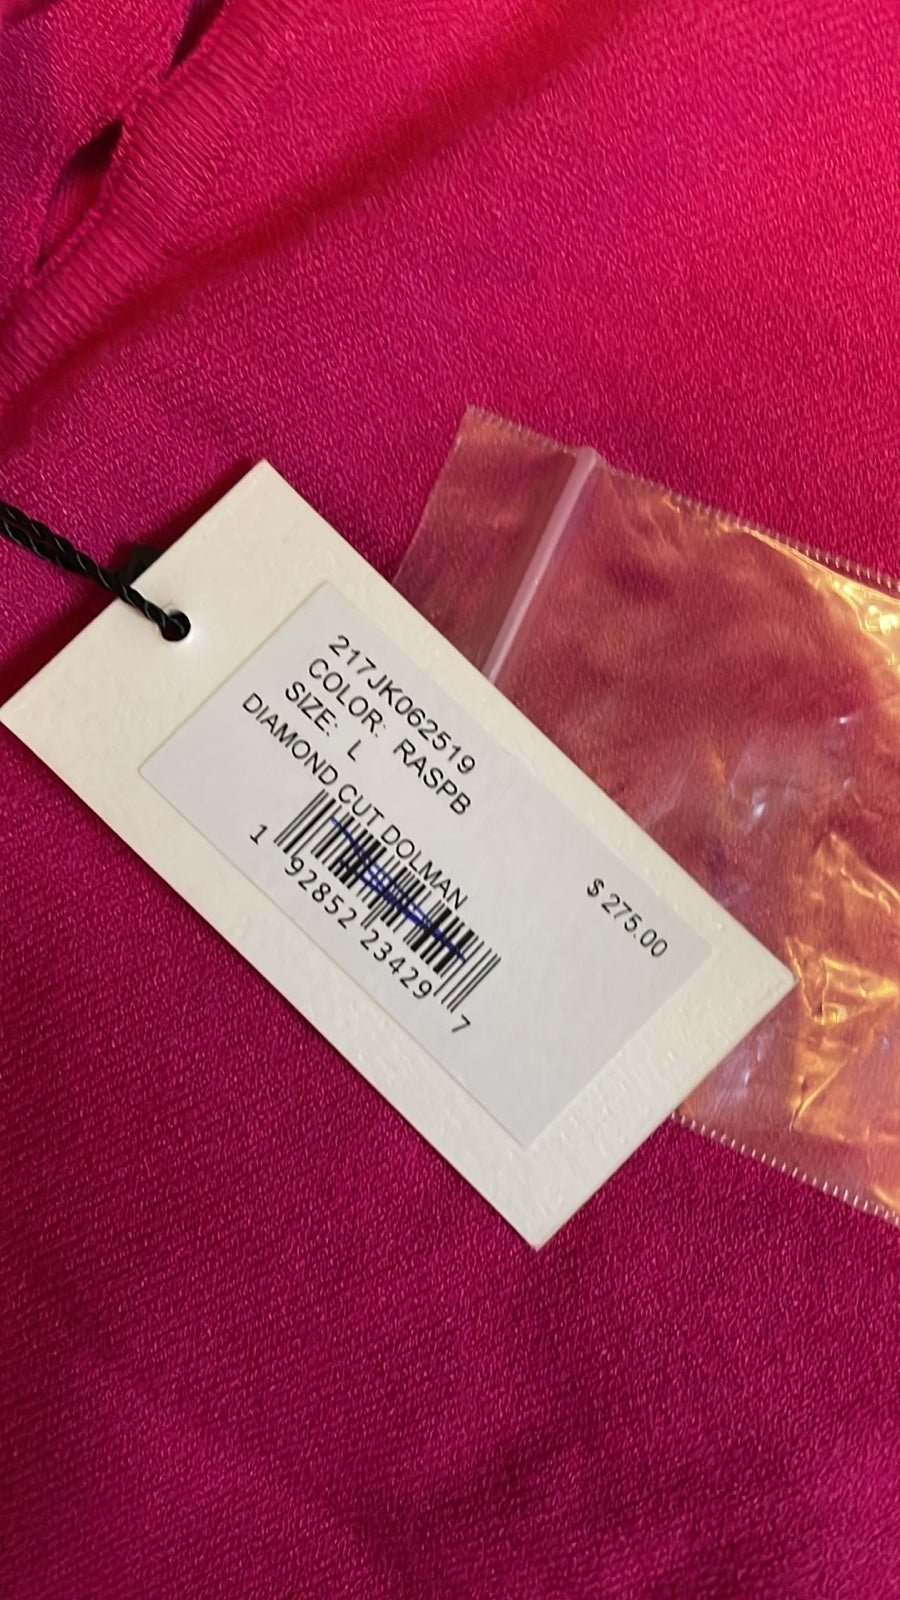 217JK062519
COLOR: RASPB
SIZE: L
DIAMOND CUT DOLMAN
1 92852 23429 7
$ 275.00